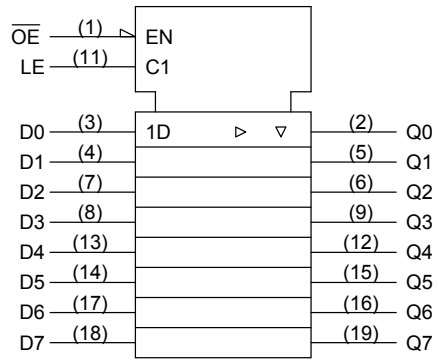 O̅E̅ (1) EN
LE (11) C1
D0 (3) 1D (2) Q0
D1 (4) (5) Q1
D2 (7) (6) Q2
D3 (8) (9) Q3
D4 (13) (12) Q4
D5 (14) (15) Q5
D6 (17) (16) Q6
D7 (18) (19) Q7